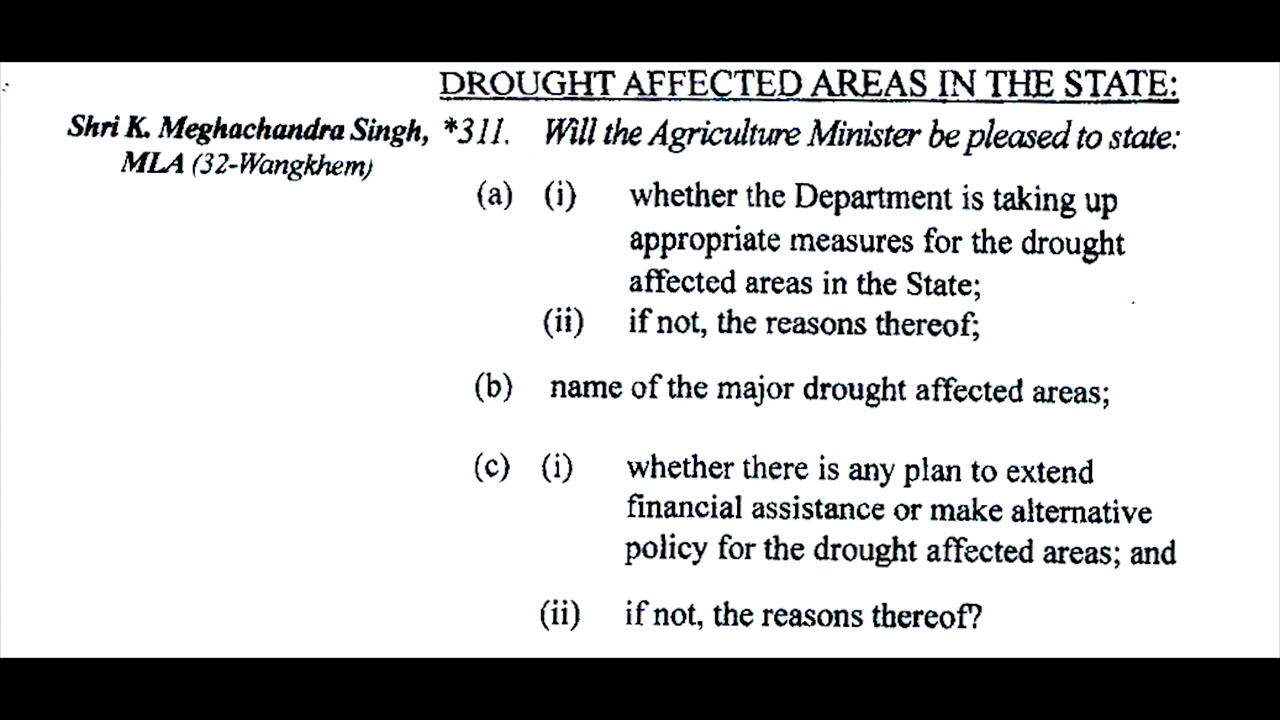 DROUGHT AFFECTED AREAS IN THE STATE:
Shri K. Meghachandra Singh, *311. Will the Agriculture Minister be pleased to state:
MLA (32-Wangkhem)
(a) (i) whether the Department is taking up
appropriate measures for the drought
affected areas in the State;
(ii) if not, the reasons thereof;
(b) name of the major drought affected areas;
(c) (i) whether there is any plan to extend
financial assistance or make alternative
policy for the drought affected areas; and
(ii) if not, the reasons thereof?